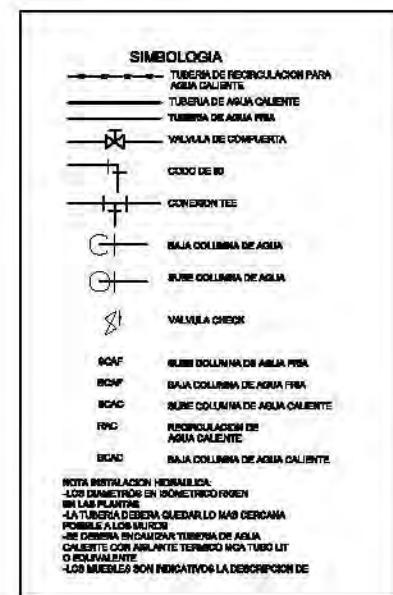 SIMBOLOGIA
TUBERIA DE RECIRCULACION PARA
AGUA CALIENTE
TUBERIA DE AGUA CALIENTE
TUBERIA DE AGUA FRIA
VALVULA DE COMPUERTA
CODO DE 90
CONEXION TEE
BAJA COLUMNA DE AGUA
SUBE COLUMNA DE AGUA
VALVULA CHECK
SCAF SUBE COLUMNA DE AGUA FRIA
BCAF BAJA COLUMNA DE AGUA FRIA
SCAC SUBE COLUMNA DE AGUA CALIENTE
RAC RECIRCULACION DE
AGUA CALIENTE
BCAC BAJA COLUMNA DE AGUA CALIENTE
NOTA INSTALACION HIDRAULICA:
-LOS DIAMETROS EN ISOMETRICO RIGEN
EN LAS PLANTAS
-LA TUBERIA DEBERA QUEDAR LO MAS CERCANA
POSIBLE A LOS MUROS
-SE DEBERA ENCAMIZAR TUBERIA DE AGUA
CALIENTE CON AISLANTE TERMICO MCA TUBO LIT
O EQUIVALENTE
-LOS MUEBLES SON INDICATIVOS LA DESCRIPCION DE